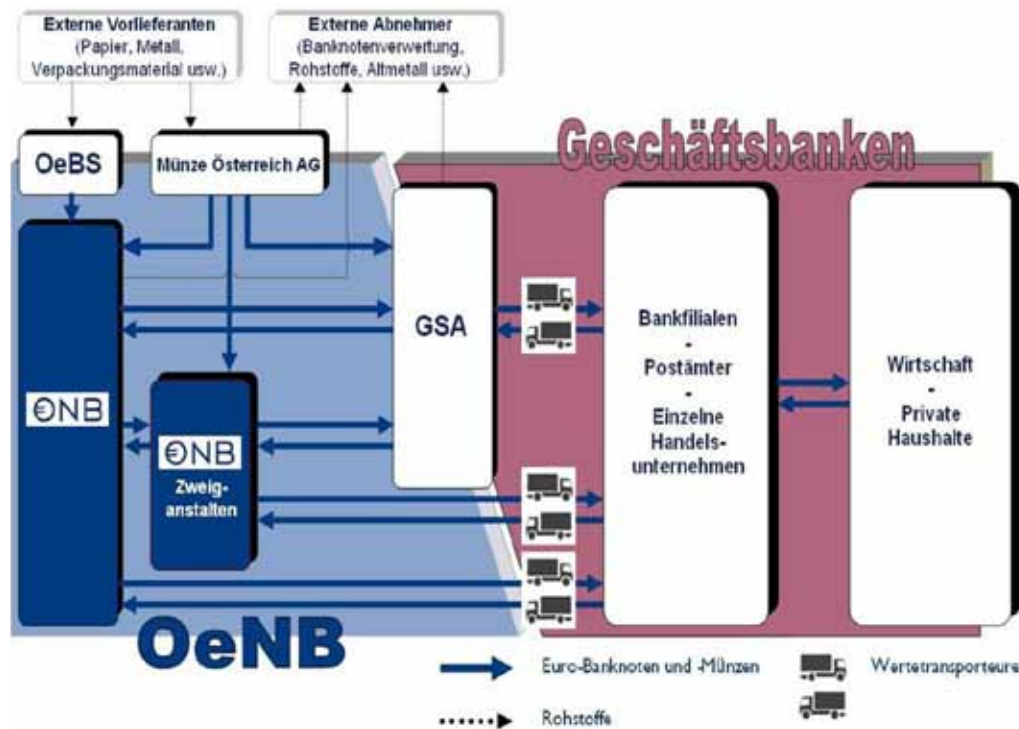 Externe Vorlieferanten
(Papier, Metall,
Verpackungsmaterial usw.)
Externe Abnehmer
(Banknotenverwertung,
Rohstoffe, Altmetall usw.)
OeBS
Münze Österreich AG
Geschäftsbanken
GSA
Bankfilialen
-
Postämter
-
Einzelne
Handels-
unternehmen
Wirtschaft
-
Private
Haushalte
€NB
€NB
Zweig-
anstalten
OeNB
Euro-Banknoten und -Münzen
Wertetransporteure
Rohstoffe